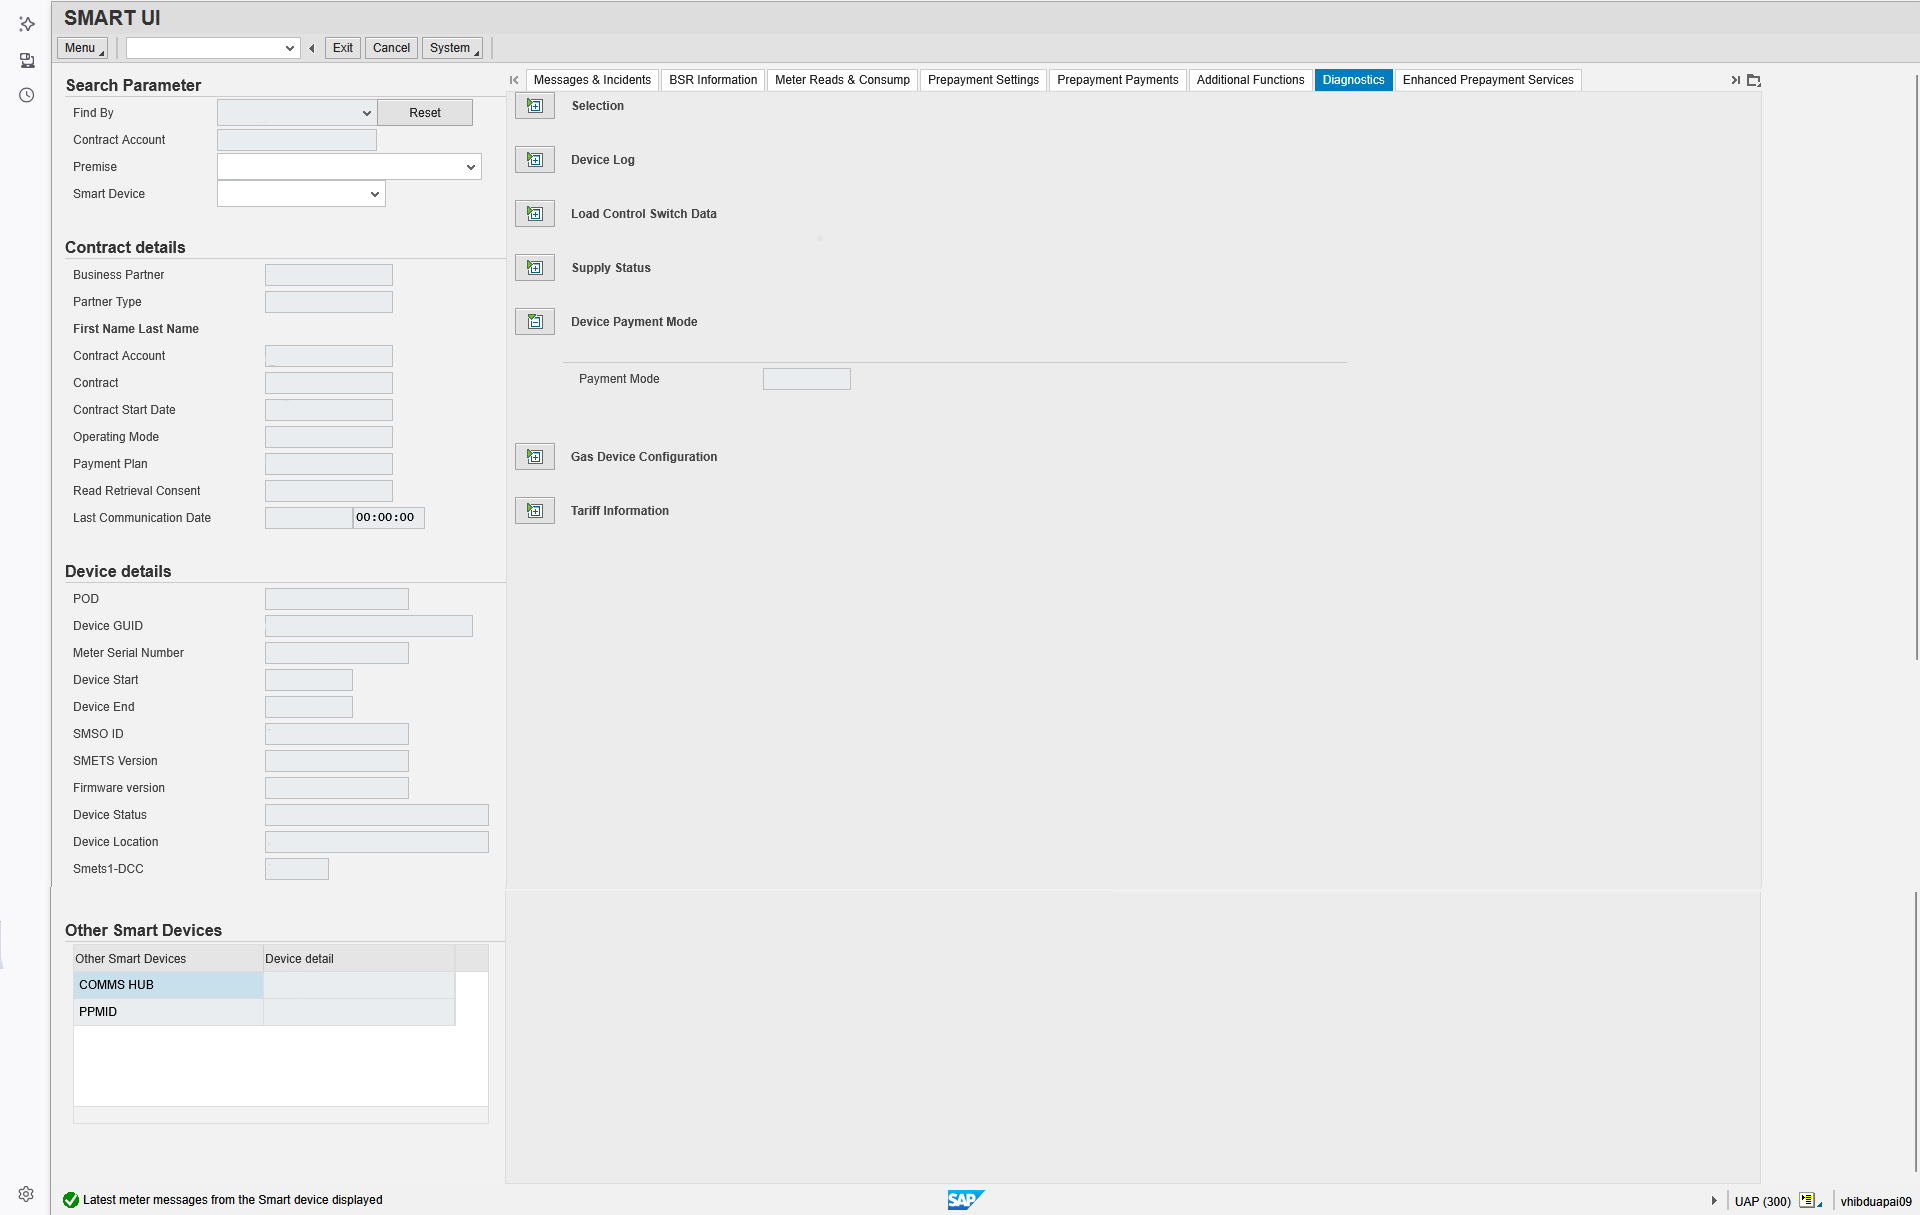 SMART UI
Menu
Exit
Cancel
System
Search Parameter
Find By
Reset
Contract Account
Premise
Smart Device
Contract details
Business Partner
Partner Type
First Name Last Name
Contract Account
Contract
Contract Start Date
Operating Mode
Payment Plan
Read Retrieval Consent
Last Communication Date 00:00:00
Device details
POD
Device GUID
Meter Serial Number
Device Start
Device End
SMSO ID
SMETS Version
Firmware version
Device Status
Device Location
Smets1-DCC
Other Smart Devices
Other Smart Devices Device detail
COMMS HUB
PPMID
Messages & Incidents
BSR Information
Meter Reads & Consump
Prepayment Settings
Prepayment Payments
Additional Functions
Diagnostics
Enhanced Prepayment Services
Selection
Device Log
Load Control Switch Data
Supply Status
Device Payment Mode
Payment Mode
Gas Device Configuration
Tariff Information
Latest meter messages from the Smart device displayed
SAP
UAP (300)
vhibduapai09